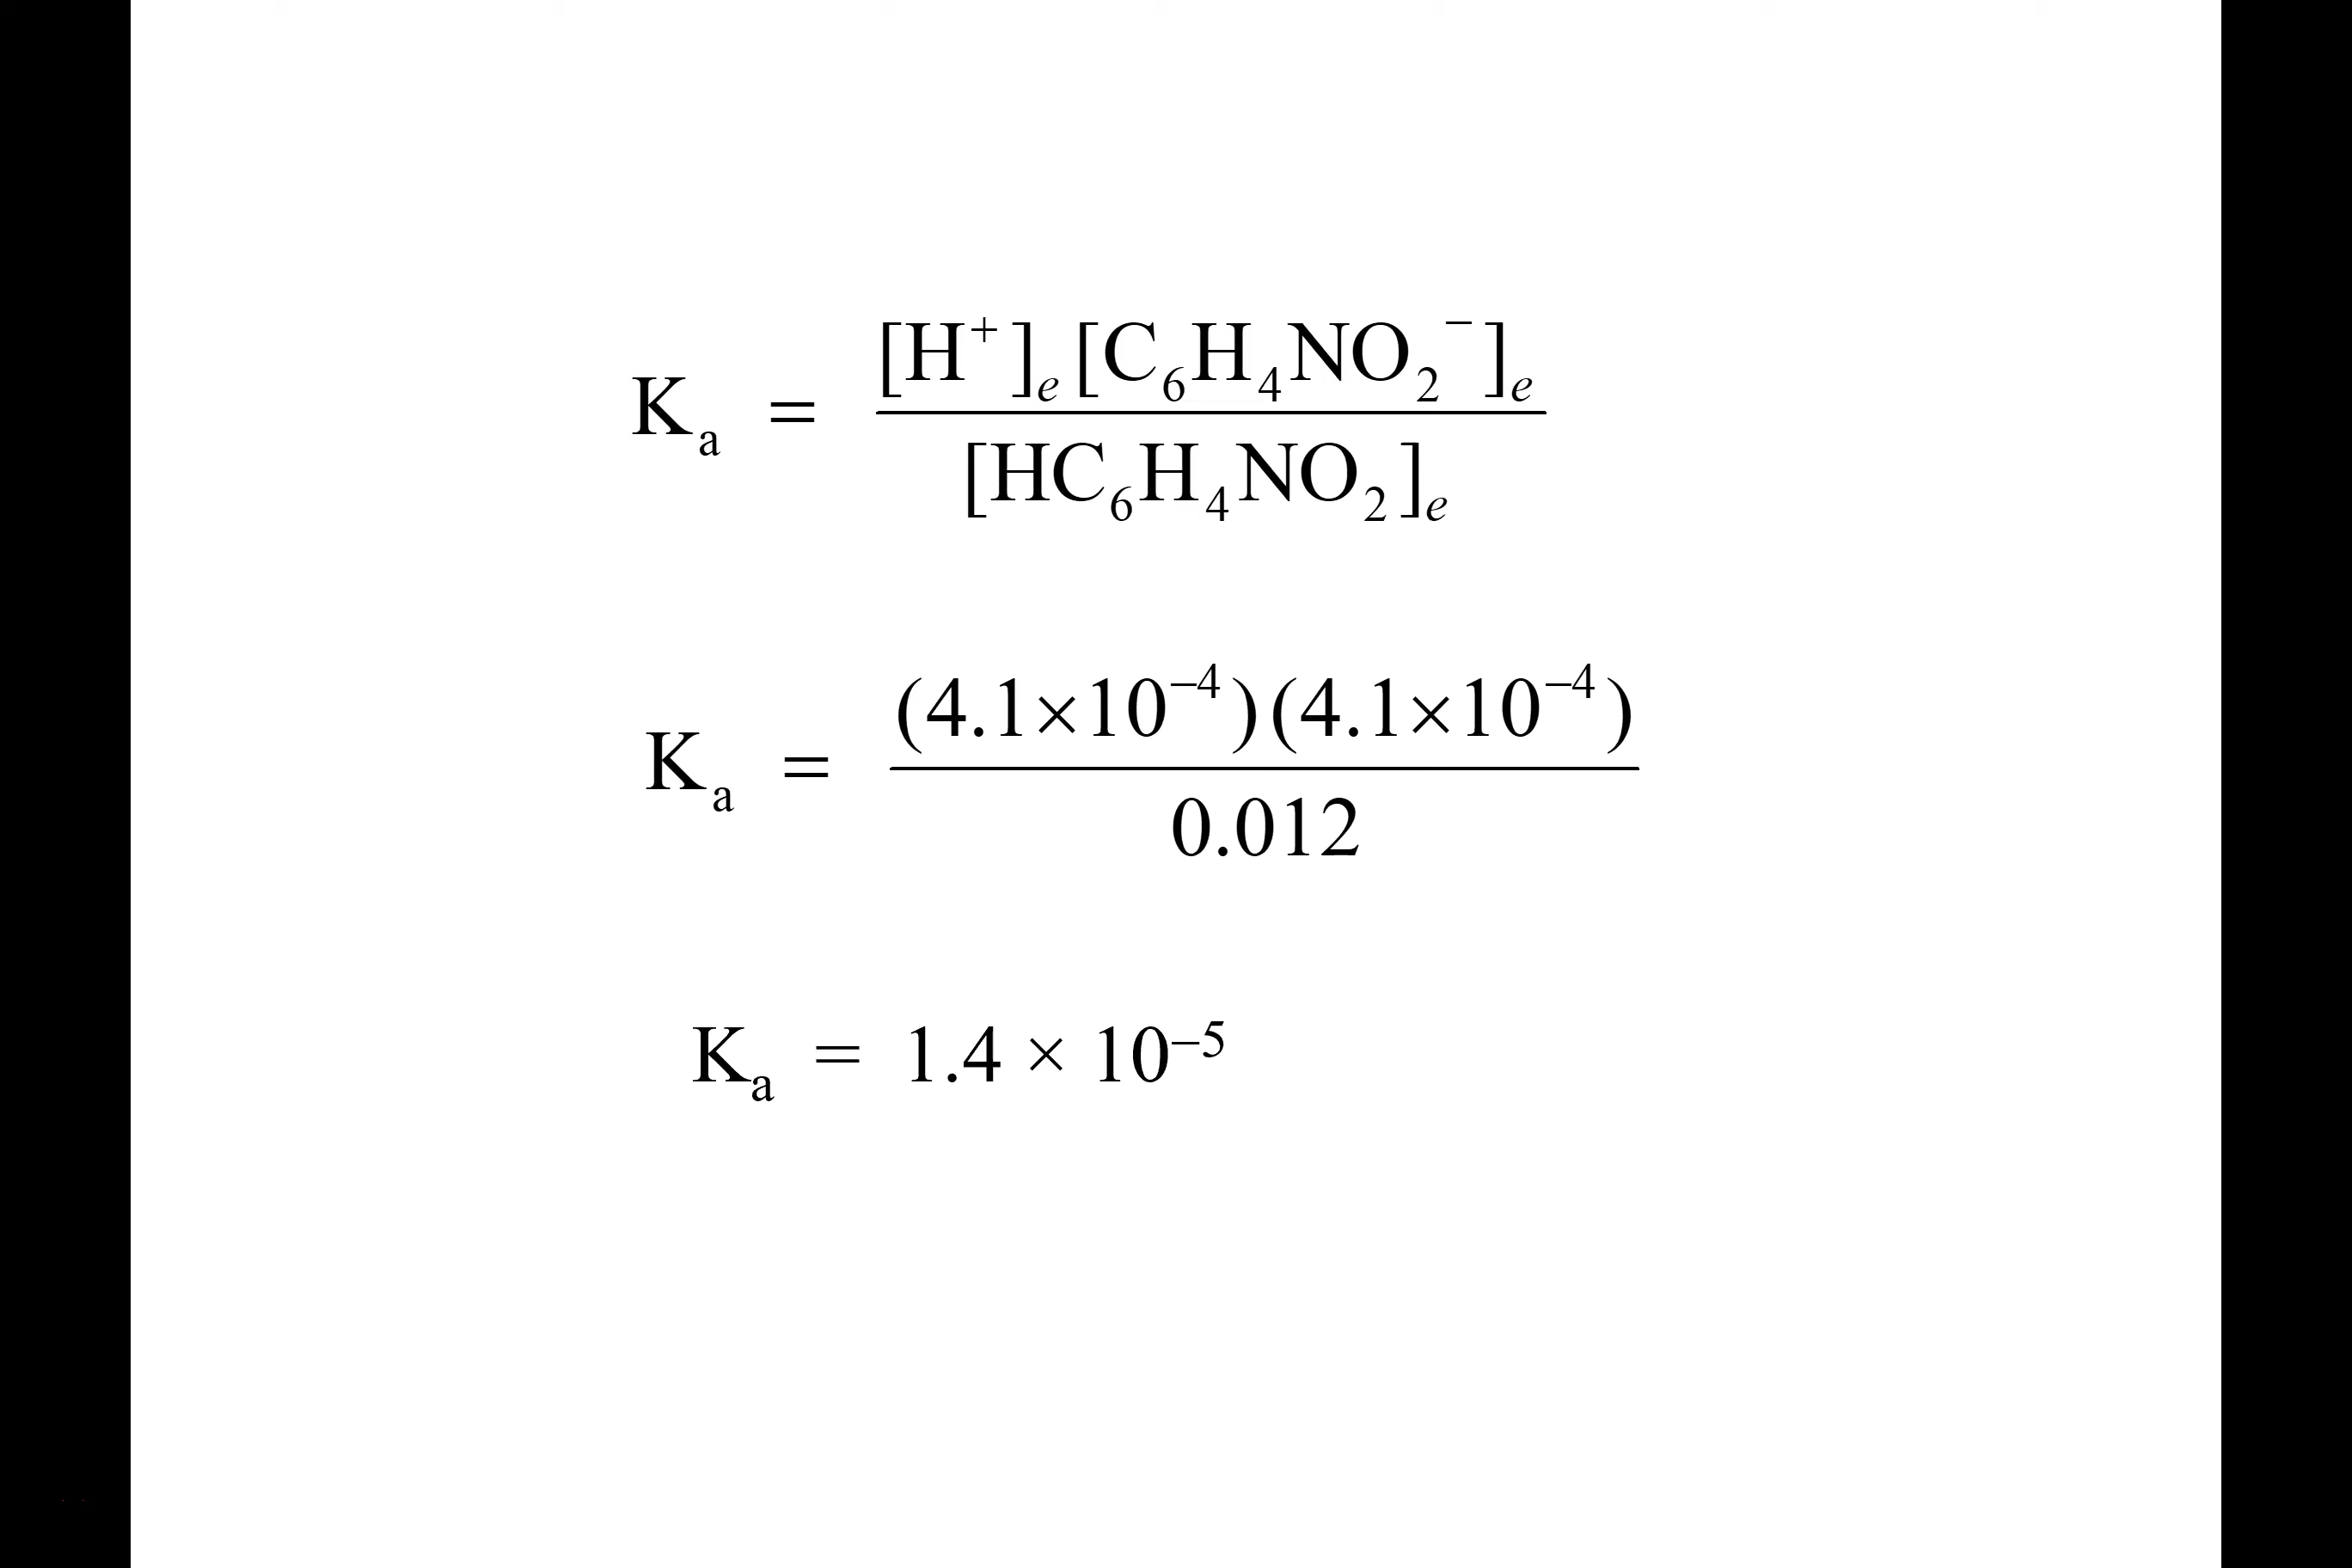 Kₐ = [H⁺]ₑ [C₆H₄NO₂⁻]ₑ / [HC₆H₄NO₂]ₑ
Kₐ = (4.1×10⁻⁴)(4.1×10⁻⁴) / 0.012
Kₐ = 1.4 × 10⁻⁵